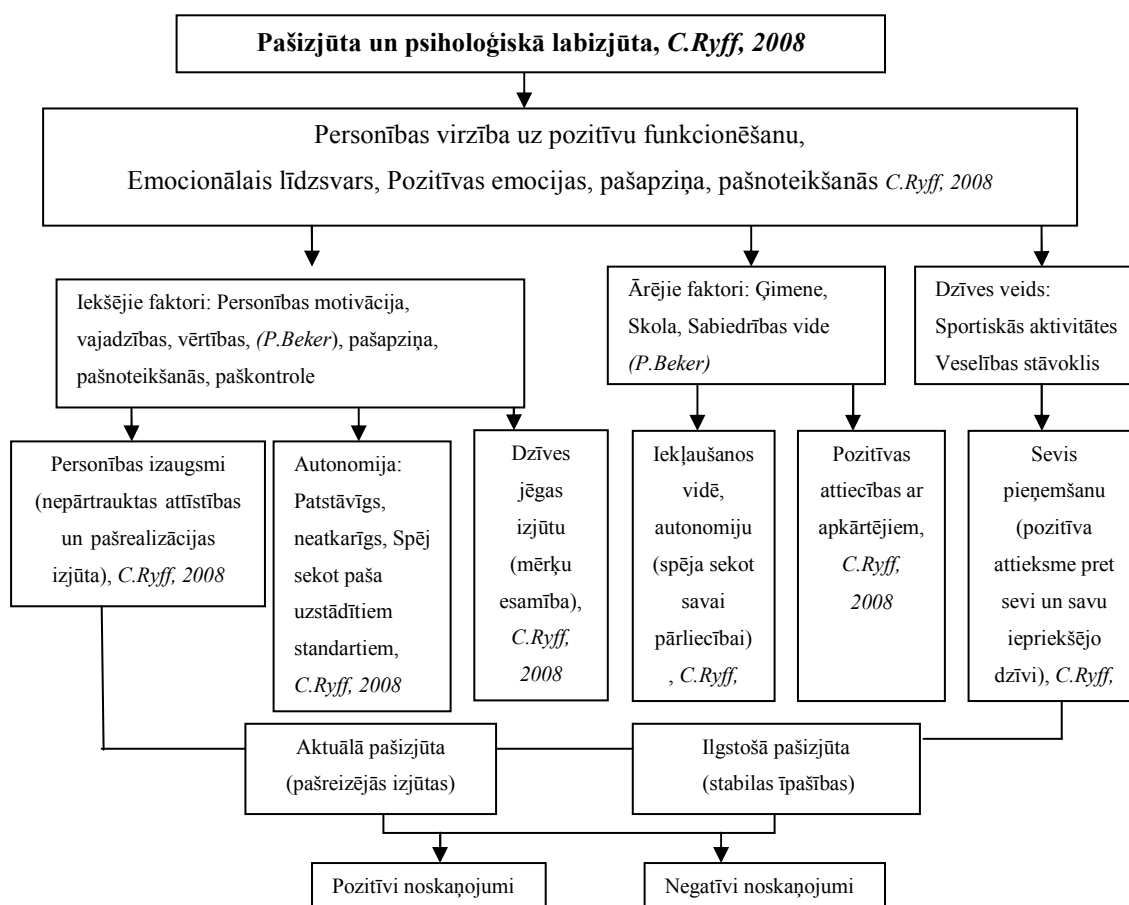 Pašizjūta un psiholoģiskā labizjūta, C.Ryff, 2008
Personības virzība uz pozitīvu funkcionēšanu,
Emocionālais līdzsvars, Pozitīvas emocijas, pašapziņa, pašnoteikšanās C.Ryff, 2008
Iekšējie faktori: Personības motivācija,
vajadzības, vērtības, (P.Beker), pašapziņa,
pašnoteikšanās, paškontrole
Ārējie faktori: Ģimene,
Skola, Sabiedrības vide
(P.Beker)
Dzīves veids:
Sportiskās aktivitātes
Veselības stāvoklis
Personības izaugsmi
(nepārtrauktas attīstības
un pašrealizācijas
izjūta), C.Ryff, 2008
Autonomija:
Patstāvīgs,
neatkarīgs, Spēj
sekot paša
uzstādītiem
standartiem,
C.Ryff, 2008
Dzīves
jēgas
izjūtu
(mērķu
esamība),
C.Ryff,
2008
Iekļaušanos
vidē,
autonomiju
(spēja sekot
savai
pārliecībai)
, C.Ryff,
Pozitīvas
attiecības ar
apkārtējiem,
C.Ryff,
2008
Sevis
pieņemšanu
(pozitīva
attieksme pret
sevi un savu
iepriekšējo
dzīvi), C.Ryff,
Aktuālā pašizjūta
(pašreizējās izjūtas)
Ilgstošā pašizjūta
(stabilas īpašības)
Pozitīvi noskaņojumi
Negatīvi noskaņojumi